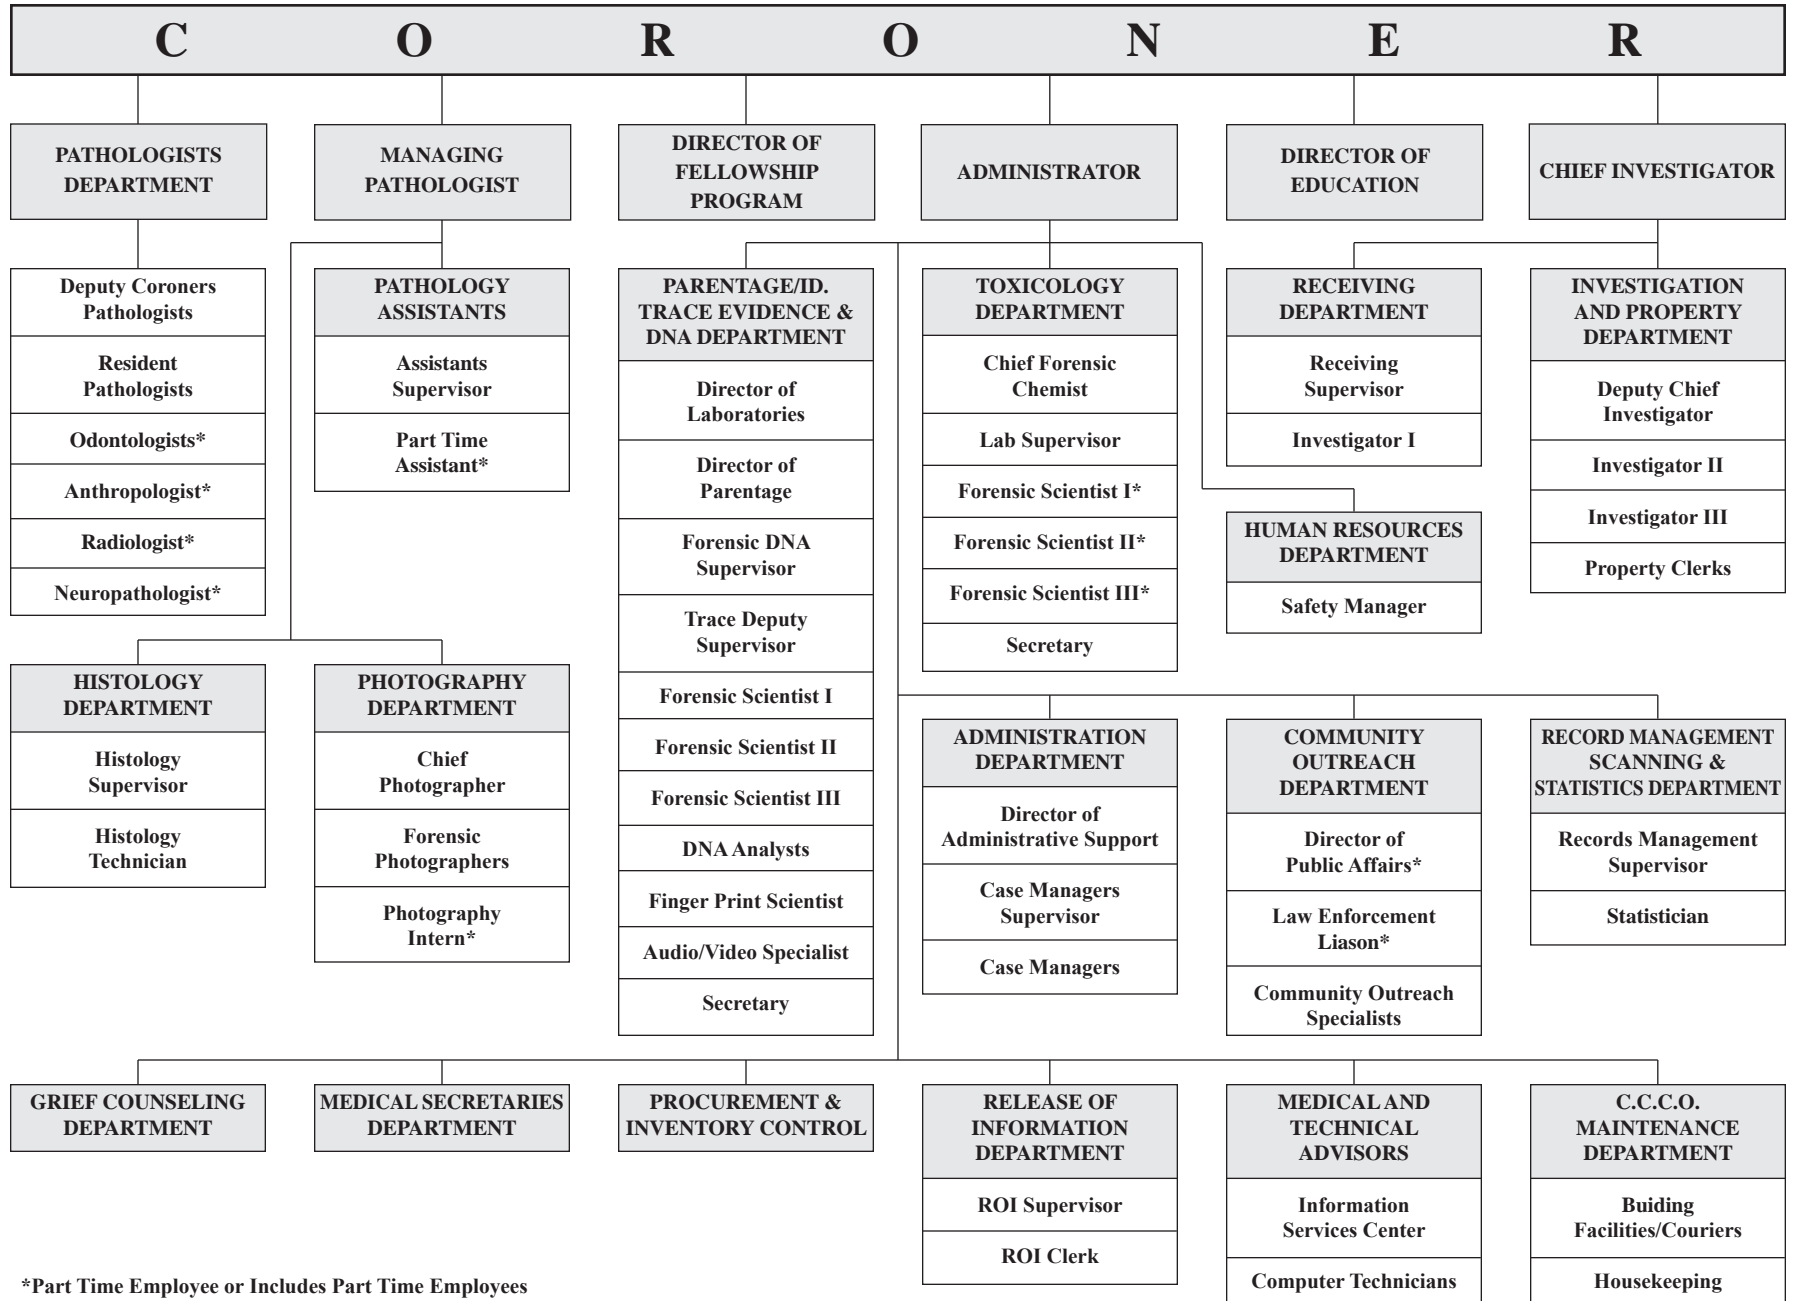 C O R O N E R
PATHOLOGISTS
DEPARTMENT
MANAGING
PATHOLOGIST
DIRECTOR OF
FELLOWSHIP
PROGRAM
ADMINISTRATOR
DIRECTOR OF
EDUCATION
CHIEF INVESTIGATOR
Deputy Coroners
Pathologists
Resident
Pathologists
Odontologists*
Anthropologist*
Radiologist*
Neuropathologist*
PATHOLOGY
ASSISTANTS
Assistants
Supervisor
Part Time
Assistant*
PARENTAGE/ID.
TRACE EVIDENCE &
DNA DEPARTMENT
Director of
Laboratories
Director of
Parentage
Forensic DNA
Supervisor
Trace Deputy
Supervisor
Forensic Scientist I
Forensic Scientist II
Forensic Scientist III
DNA Analysts
Finger Print Scientist
Audio/Video Specialist
Secretary
TOXICOLOGY
DEPARTMENT
Chief Forensic
Chemist
Lab Supervisor
Forensic Scientist I*
Forensic Scientist II*
Forensic Scientist III*
Secretary
RECEIVING
DEPARTMENT
Receiving
Supervisor
Investigator I
HUMAN RESOURCES
DEPARTMENT
Safety Manager
INVESTIGATION
AND PROPERTY
DEPARTMENT
Deputy Chief
Investigator
Investigator II
Investigator III
Property Clerks
HISTOLOGY
DEPARTMENT
Histology
Supervisor
Histology
Technician
PHOTOGRAPHY
DEPARTMENT
Chief
Photographer
Forensic
Photographers
Photography
Intern*
ADMINISTRATION
DEPARTMENT
Director of
Administrative Support
Case Managers
Supervisor
Case Managers
COMMUNITY
OUTREACH
DEPARTMENT
Director of
Public Affairs*
Law Enforcement
Liason*
Community Outreach
Specialists
RECORD MANAGEMENT
SCANNING &
STATISTICS DEPARTMENT
Records Management
Supervisor
Statistician
GRIEF COUNSELING
DEPARTMENT
MEDICAL SECRETARIES
DEPARTMENT
PROCUREMENT &
INVENTORY CONTROL
RELEASE OF
INFORMATION
DEPARTMENT
ROI Supervisor
ROI Clerk
MEDICAL AND
TECHNICAL
ADVISORS
Information
Services Center
Computer Technicians
C.C.C.O.
MAINTENANCE
DEPARTMENT
Buiding
Facilities/Couriers
Housekeeping
*Part Time Employee or Includes Part Time Employees